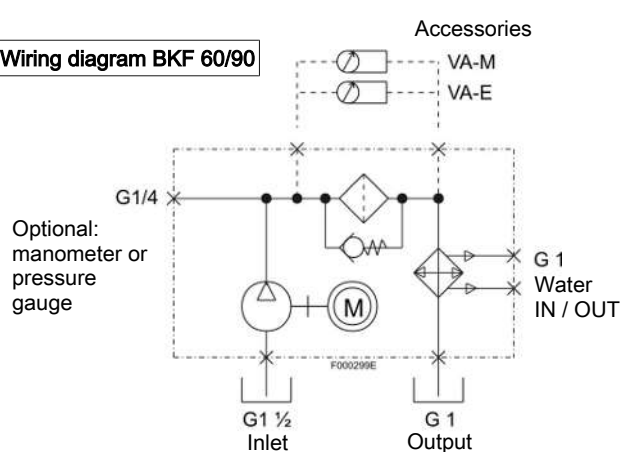 Accessories
Wiring diagram BKF 60/90
VA-M
VA-E
G1/4
Optional:
manometer or
pressure
gauge
M
G 1
Water
IN / OUT
F000299E
G1 ½
Inlet
G 1
Output